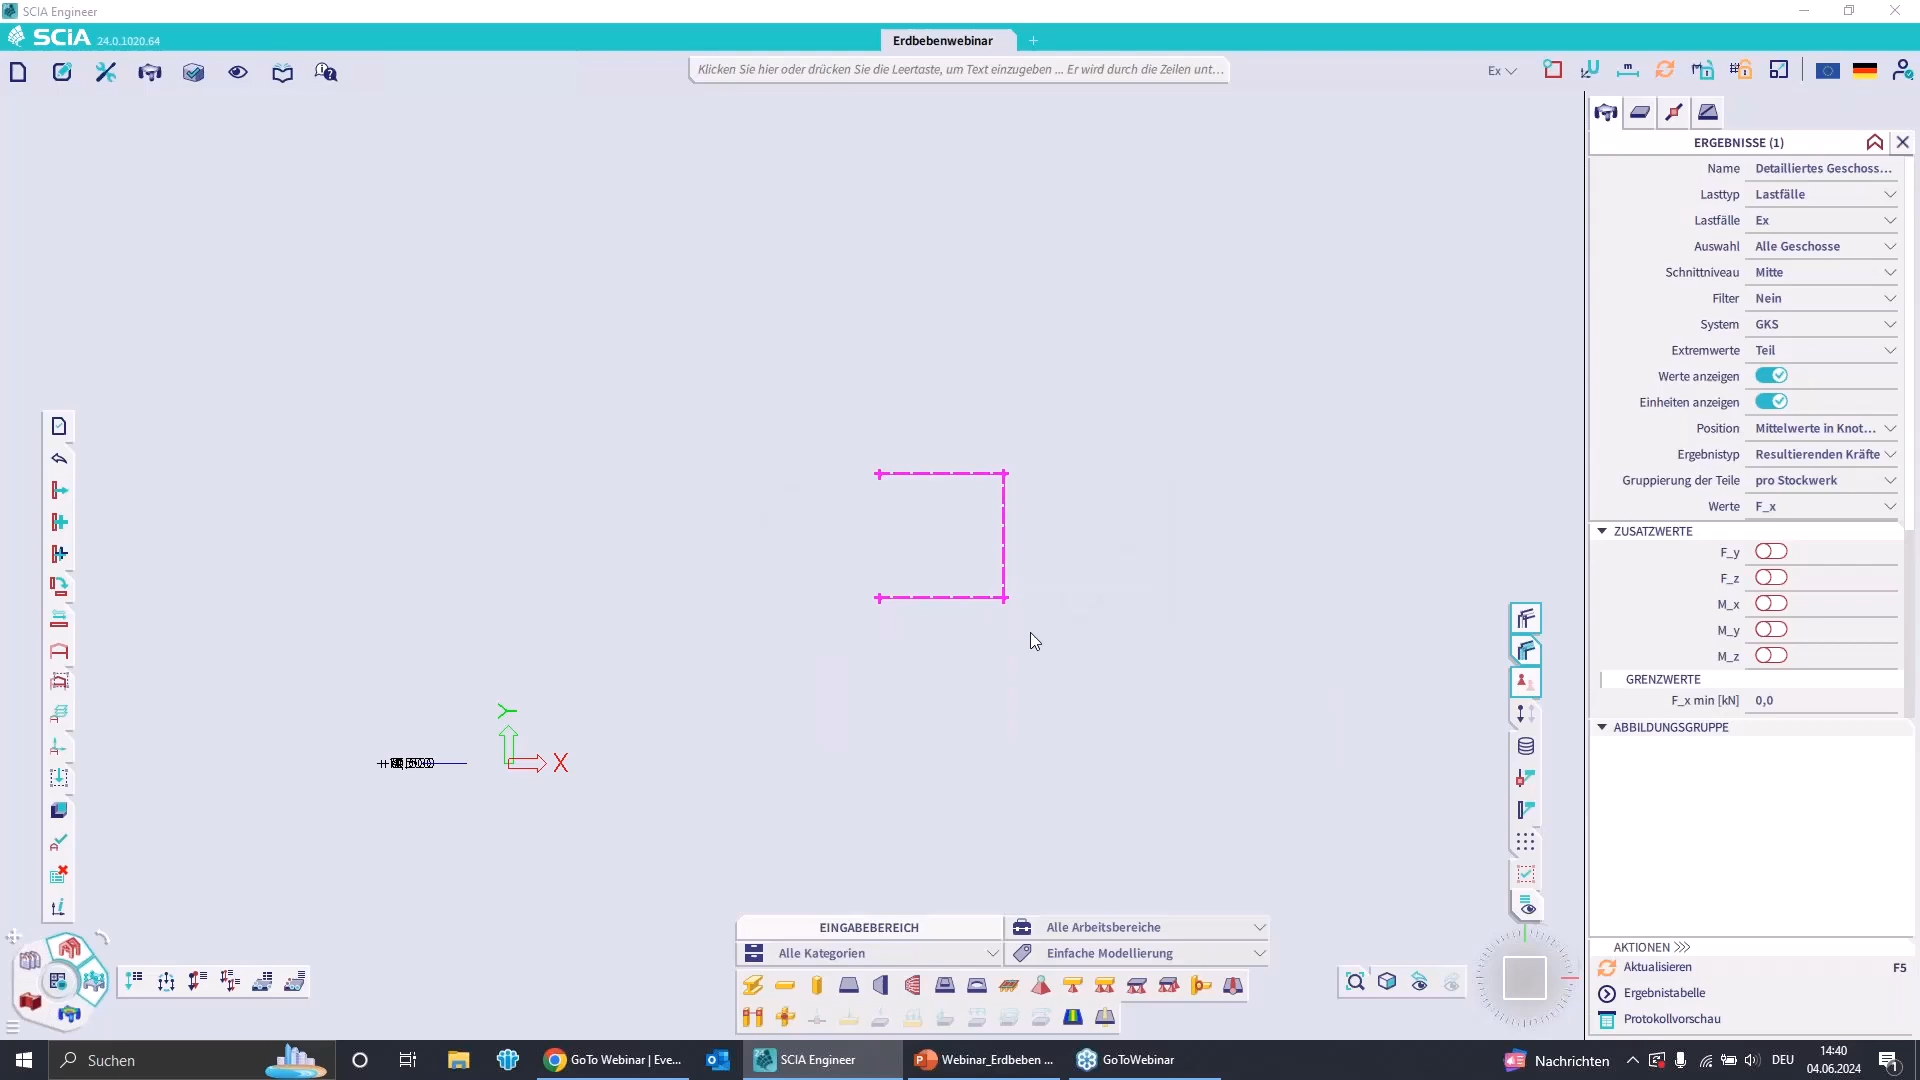 SCIA Engineer
SCIA 24.0.1020.64
Erdbebenwebinar
Klicken Sie hier oder drücken Sie die Leertaste, um Text einzugeben ... Er wird durch die Zeilen unt...
Ex
ERGEBNISSE (1)
Name Detailliertes Geschoss...
Lasttyp Lastfälle
Lastfälle Ex
Auswahl Alle Geschosse
Schnittniveau Mitte
Filter Nein
System GKS
Extremwerte Teil
Werte anzeigen
Einheiten anzeigen
Position Mittelwerte in Knot...
Ergebnistyp Resultierenden Kräfte
Gruppierung der Teile pro Stockwerk
Werte F_x
ZUSATZWERTE
F_y
F_z
M_x
M_y
M_z
GRENZWERTE
F_x min [kN] 0,0
ABBILDUNGSGRUPPE
Y
X
EINGABEBEREICH
Alle Arbeitsbereiche
Alle Kategorien
Einfache Modellierung
AKTIONEN >>>
Aktualisieren F5
Ergebnistabelle
Protokollvorschau
Suchen
GoTo Webinar | Eve...
SCIA Engineer
Webinar_Erdbeben ...
GoToWebinar
Nachrichten
DEU
14:40
04.06.2024
1